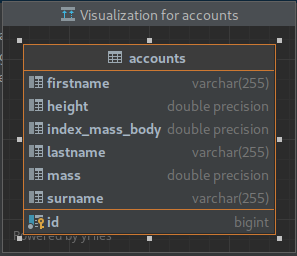 Visualization for accounts
accounts
firstname varchar(255)
height double precision
index_mass_body double precision
lastname varchar(255)
mass double precision
surname varchar(255)
id bigint
Powered by yFiles